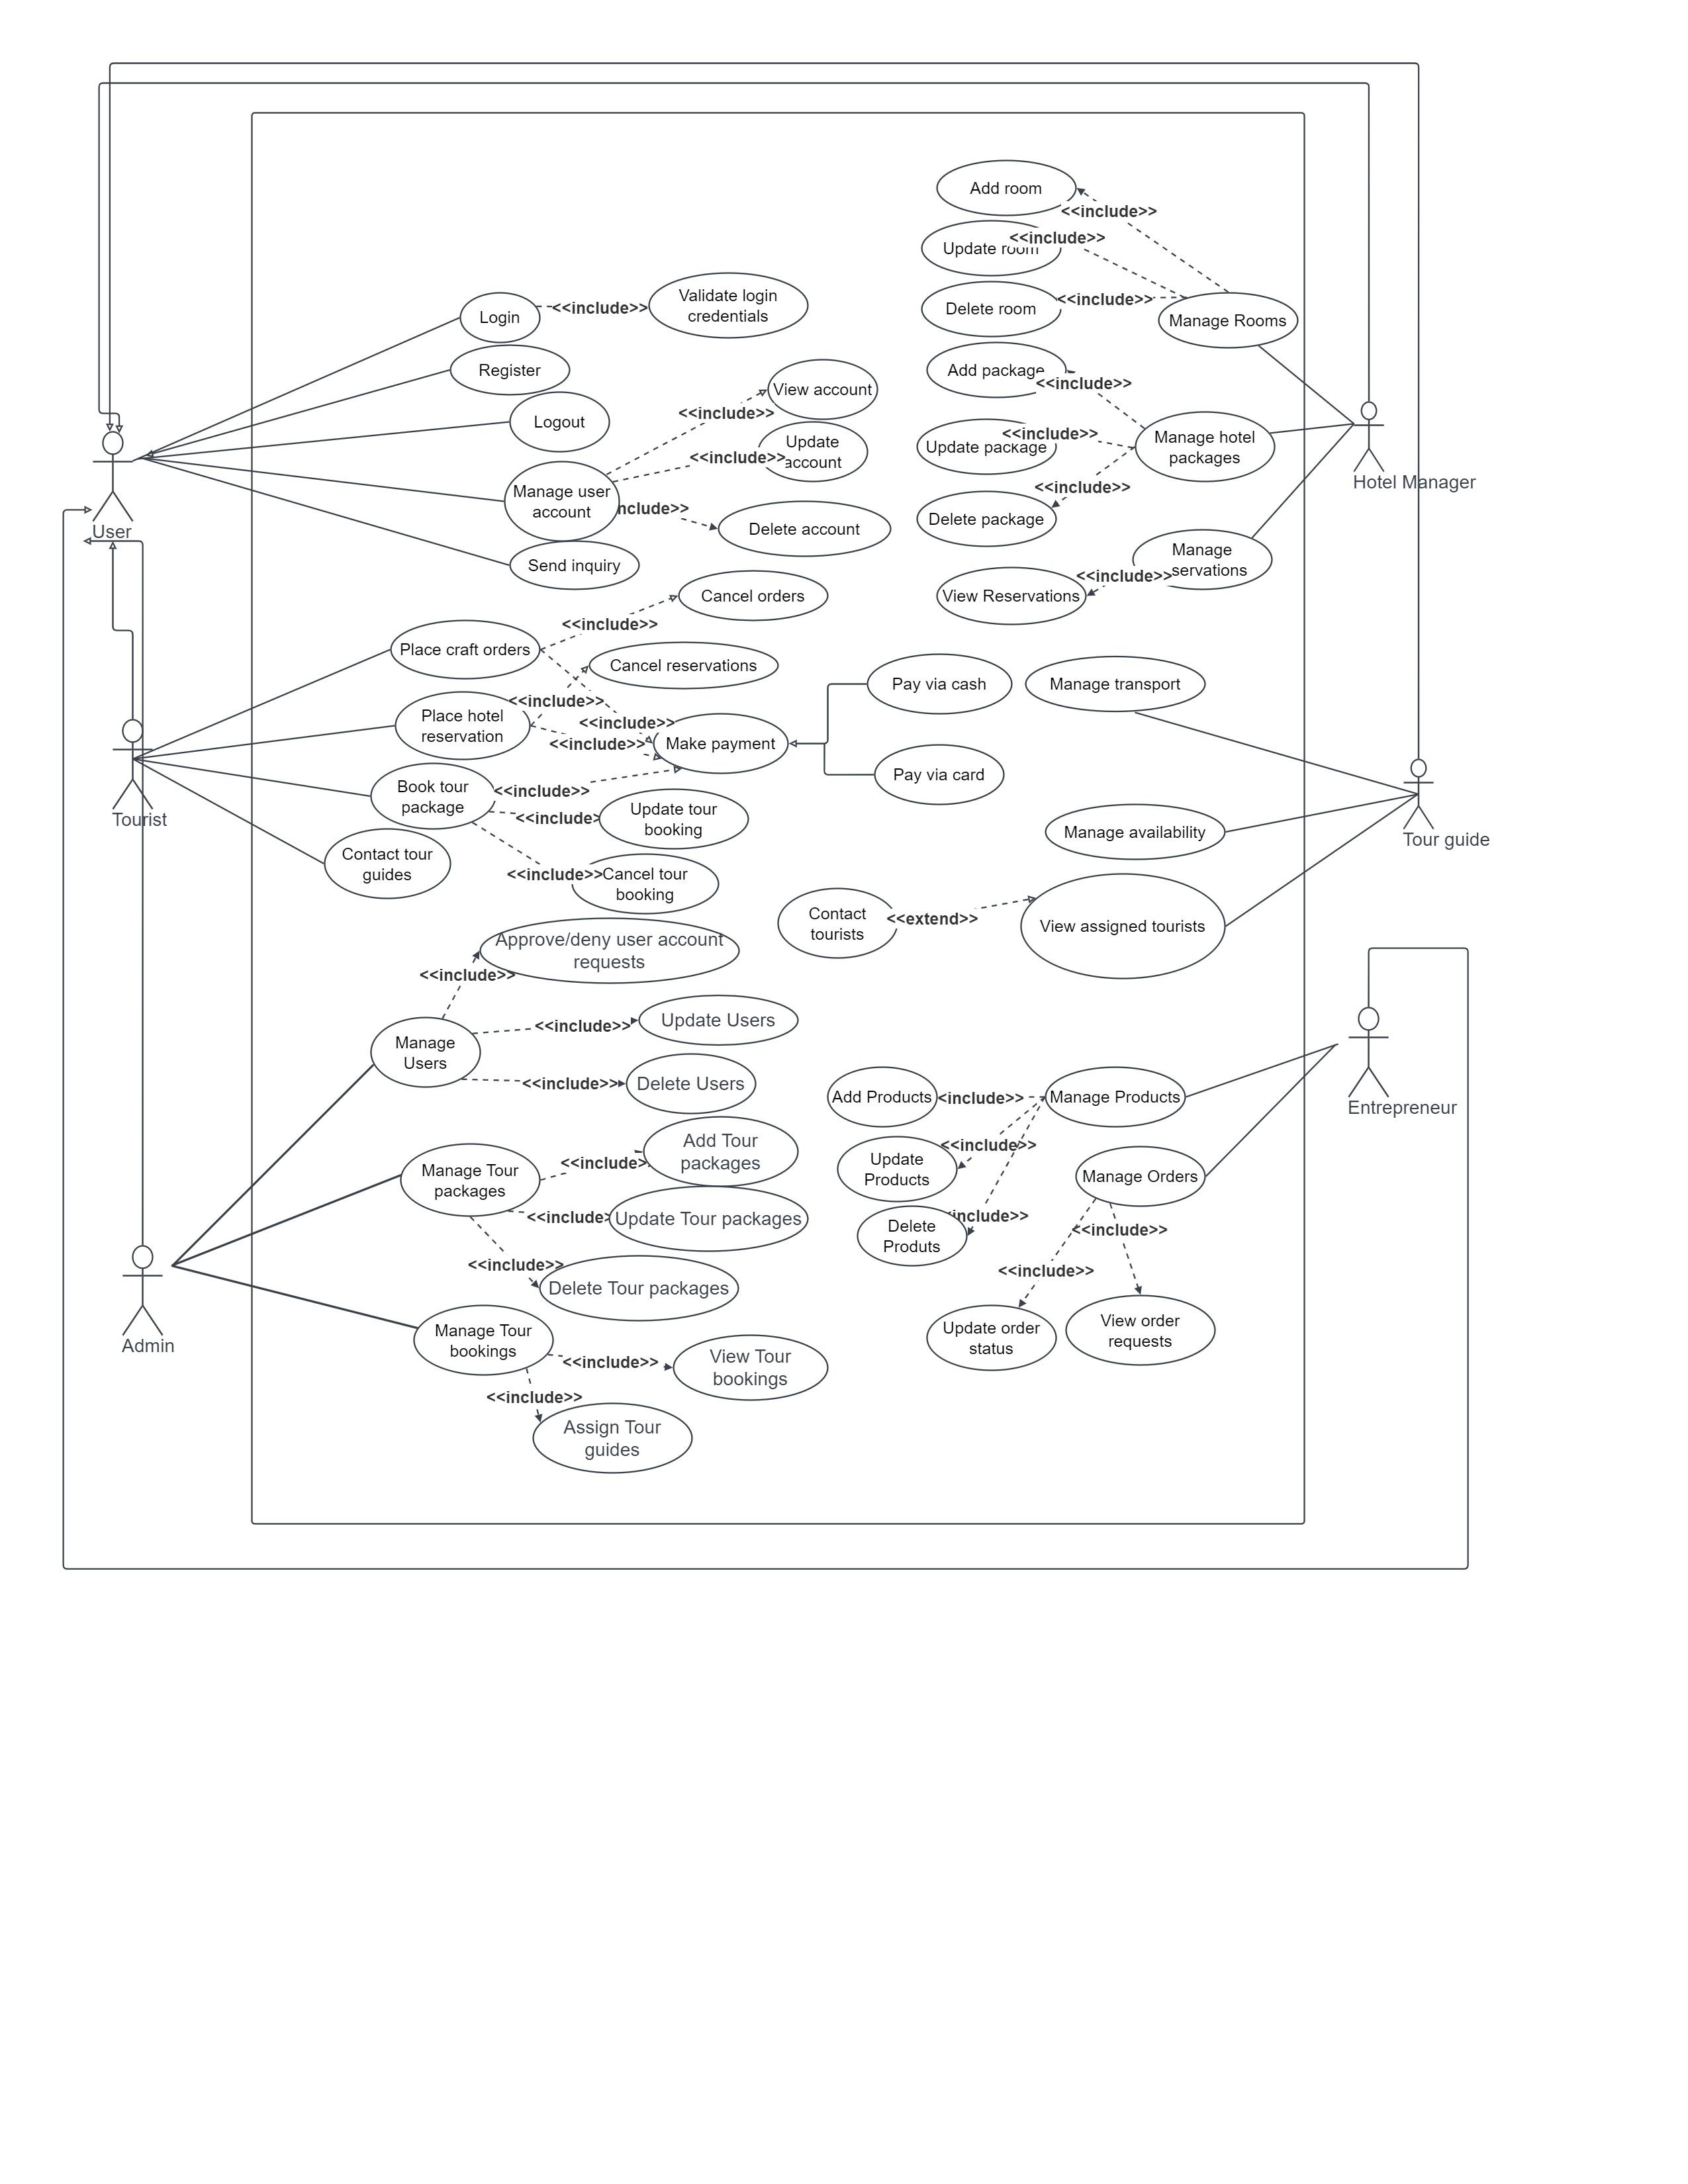 Add room
<<include>>
Update room
<<include>>
Delete room
<<include>>
Manage Rooms
Login
<<include>>
Validate login
credentials
Register
Logout
View account
<<include>>
Update
account
<<include>>
Manage user
account
nclude>>
Delete account
Send inquiry
User
Add package
<<include>>
Update package
<<include>>
Manage hotel
packages
<<include>>
Delete package
Manage
servations
<<include>>
View Reservations
Hotel Manager
Cancel orders
<<include>>
Place craft orders
Cancel reservations
<<include>>
Place hotel
reservation
<<include>>
<<include>>
Make payment
Pay via cash
Pay via card
Book tour
package
<<include>>
<<include>
Update tour
booking
<<include>>
Cancel tour
booking
Contact tour
guides
Tourist
Manage transport
Manage availability
Tour guide
Contact
tourists
<<extend>>
View assigned tourists
Approve/deny user account
requests
<<include>>
Manage
Users
<<include>>
Update Users
<<include>>
Delete Users
Add Products
<<include>>
Manage Products
Entrepreneur
<<include>>
Update
Products
include>>
Delete
Produts
Manage Orders
<<include>>
<<include>>
Update order
status
View order
requests
Manage Tour
packages
<<include>
Add Tour
packages
<<include>
Update Tour packages
<<include>>
Delete Tour packages
Admin
Manage Tour
bookings
<<include>>
View Tour
bookings
<<include>>
Assign Tour
guides